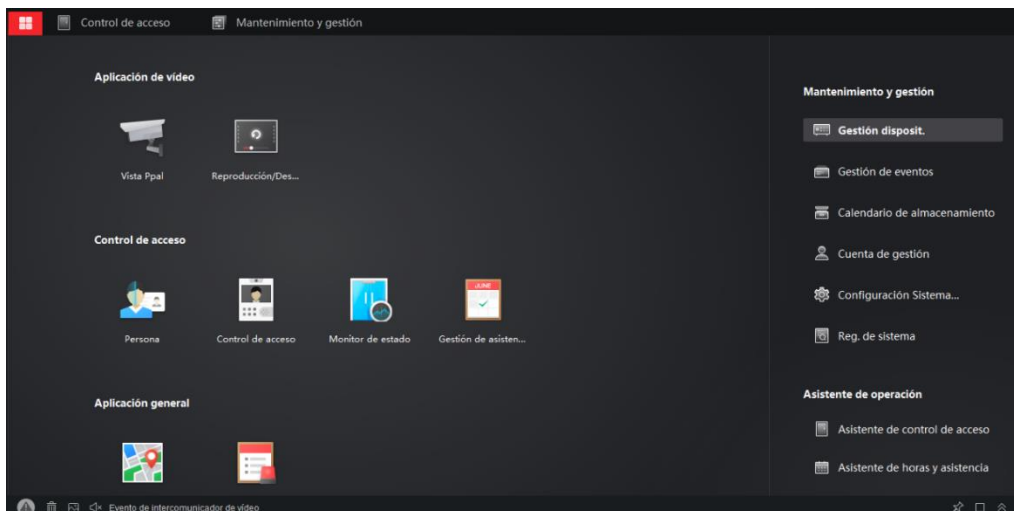 Control de acceso
Mantenimiento y gestión
Aplicación de vídeo
Vista Ppal
Reproducción/Des...
Control de acceso
JUNE
Persona
Control de acceso
Monitor de estado
Gestión de asisten...
Aplicación general
Mantenimiento y gestión
Gestión disposit.
Gestión de eventos
Calendario de almacenamiento
Cuenta de gestión
Configuración Sistema...
Reg. de sistema
Asistente de operación
Asistente de control de acceso
Asistente de horas y asistencia
Evento de intercomunicador de vídeo